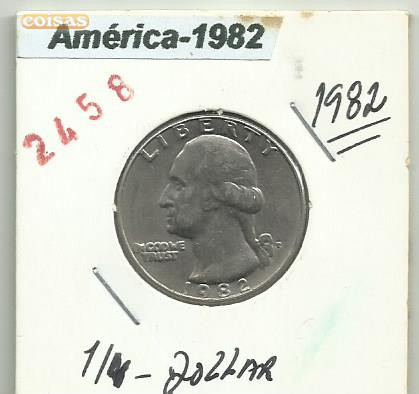 coisas
América-1982
2458
1982
LIBERTY
IN GOD WE
TRUST
1982
1/4 - DOLLAR